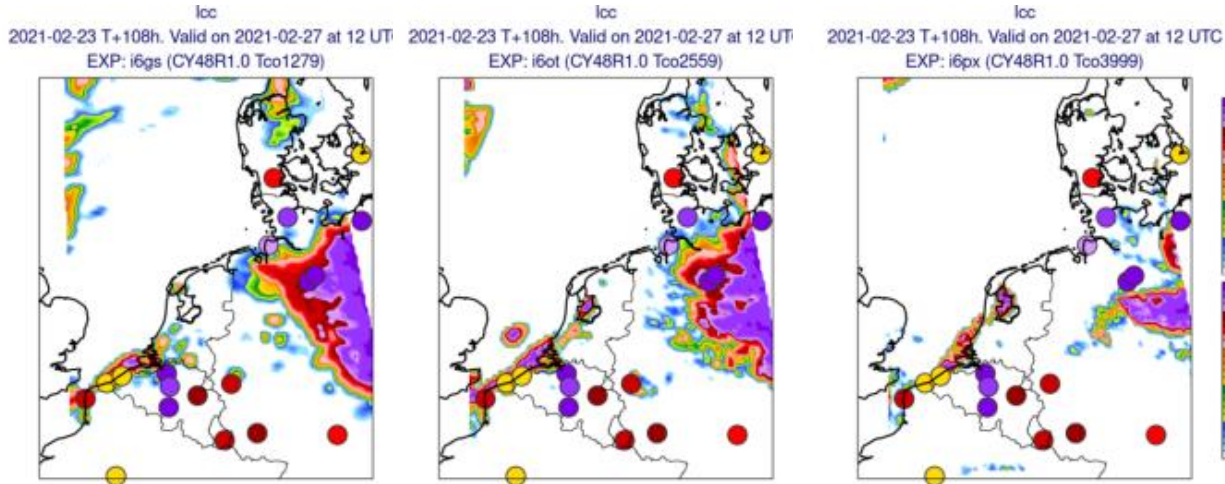 lcc
2021-02-23 T+108h. Valid on 2021-02-27 at 12 UT
EXP: i6gs (CY48R1.0 Tco1279)
lcc
2021-02-23 T+108h. Valid on 2021-02-27 at 12 UT
EXP: i6ot (CY48R1.0 Tco2559)
lcc
2021-02-23 T+108h. Valid on 2021-02-27 at 12 UTC
EXP: i6px (CY48R1.0 Tco3999)